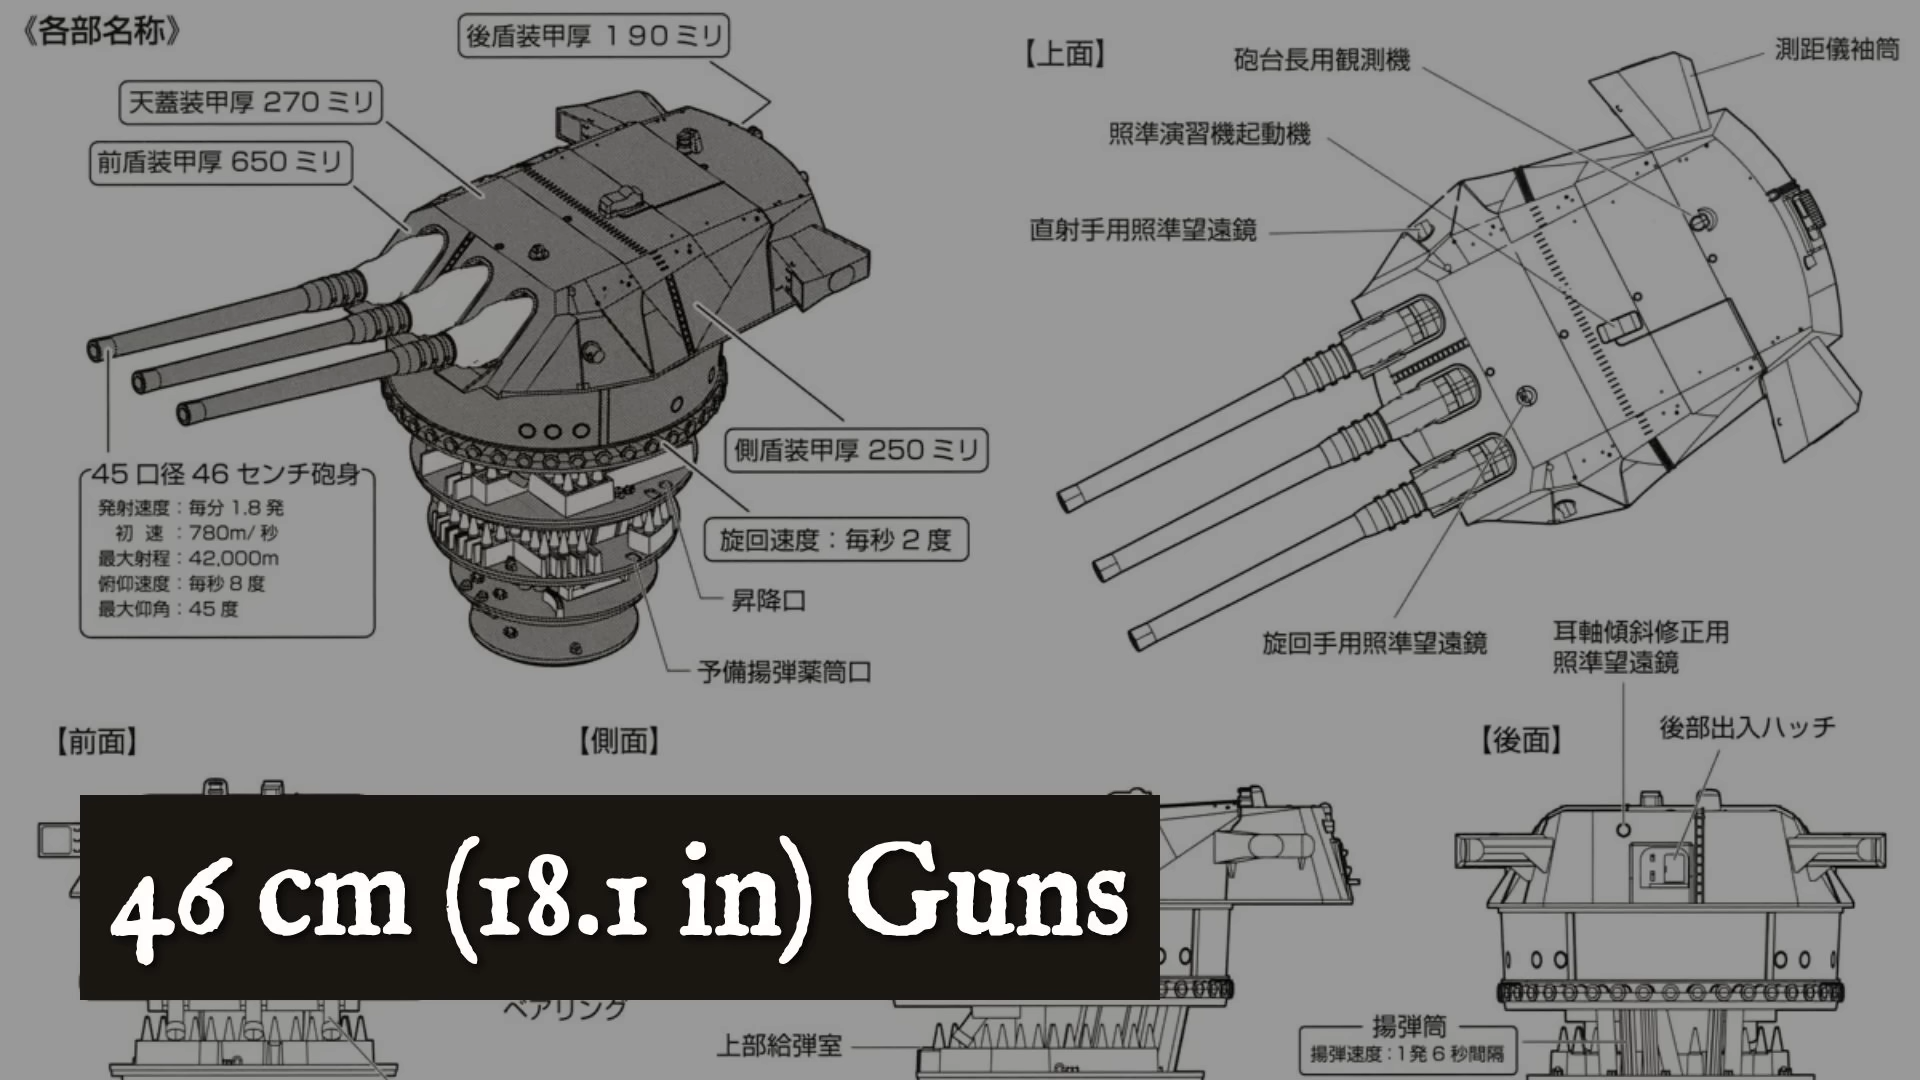 《各部名称》
後盾装甲厚 190ミリ
天蓋装甲厚 270ミリ
前盾装甲厚 650ミリ
45口径46センチ砲身
発射速度：毎分1.8発
初 速：780m/秒
最大射程：42,000m
俯仰速度：毎秒8度
最大仰角：45度
側盾装甲厚 250ミリ
旋回速度：毎秒2度
昇降口
予備揚弾薬筒口
【上面】
砲台長用観測機
測距儀袖筒
照準演習機起動機
直射手用照準望遠鏡
旋回手用照準望遠鏡
耳軸傾斜修正用
照準望遠鏡
【前面】
【側面】
【後面】
後部出入ハッチ
46 cm (18.1 in) Guns
ベアリング
上部給弾室
揚弾筒
揚弾速度：1発6秒間隔